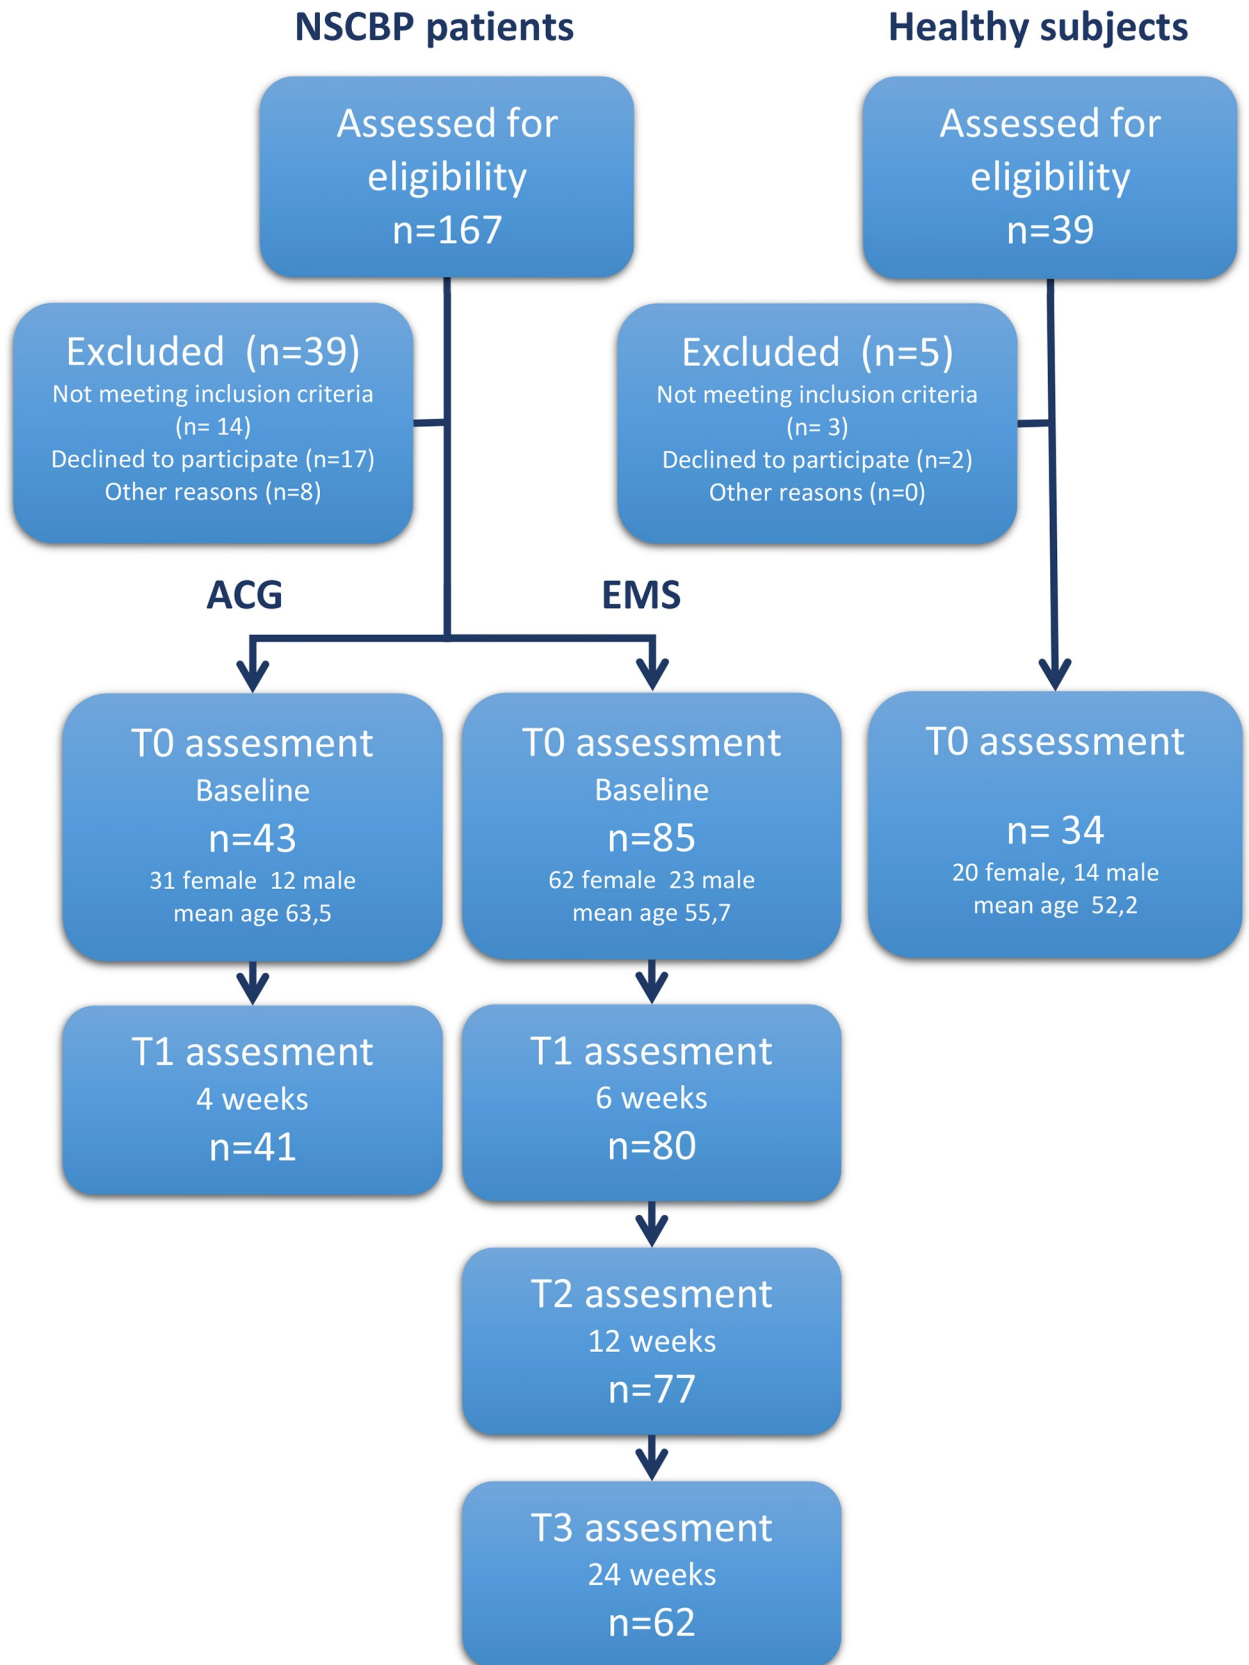 NSCBP patients
Healthy subjects
Assessed for
eligibility
n=167
Assessed for
eligibility
n=39
Excluded  (n=39)
Not meeting inclusion criteria
(n= 14)
Declined to participate (n=17)
Other reasons (n=8)
Excluded  (n=5)
Not meeting inclusion criteria
(n= 3)
Declined to participate (n=2)
Other reasons (n=0)
ACG
EMS
T0 assesment
Baseline
n=43
31 female  12 male
mean age 63,5
T0 assessment
Baseline
n=85
62 female  23 male
mean age 55,7
T0 assessment
n= 34
20 female, 14 male
mean age  52,2
T1 assesment
4 weeks
n=41
T1 assesment
6 weeks
n=80
T2 assesment
12 weeks
n=77
T3 assesment
24 weeks
n=62